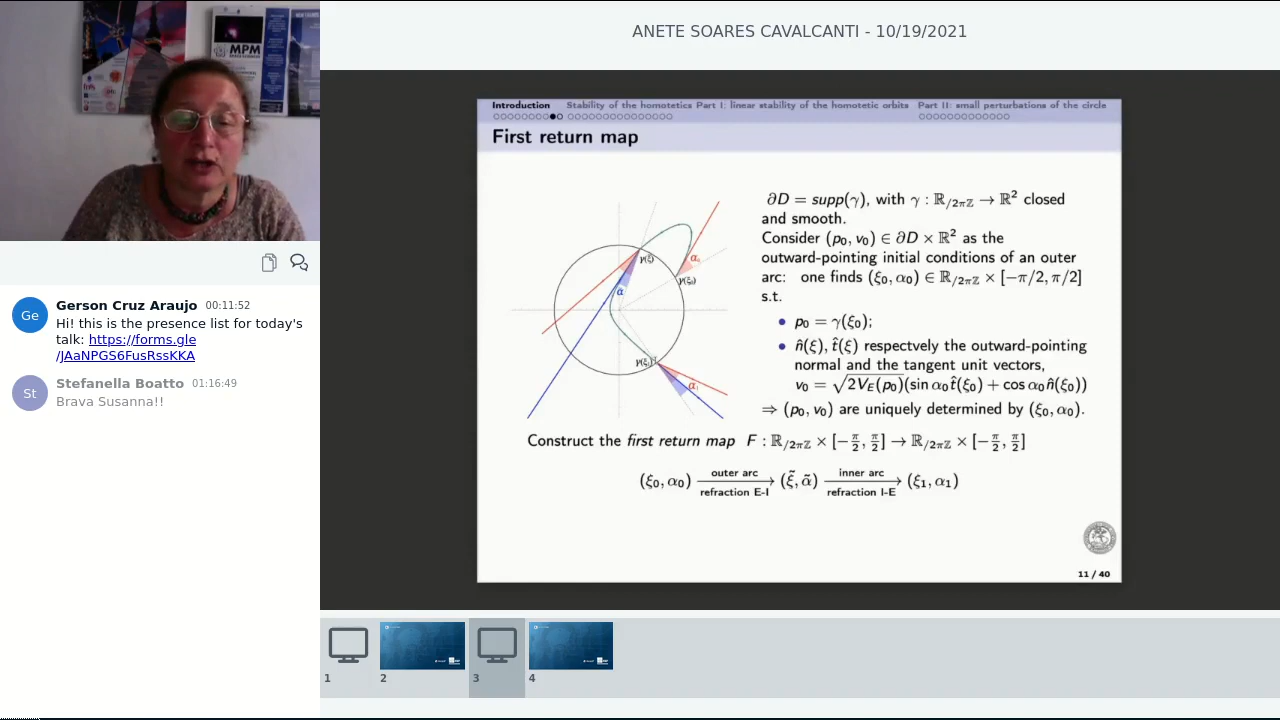 ANETE SOARES CAVALCANTI - 10/19/2021
MPM
Ge
Gerson Cruz Araujo 00:11:52
Hi! this is the presence list for today's
talk: https://forms.gle
/JAaNPGS6FusRssKKA
St
Stefanella Boatto 01:16:49
Brava Susanna!!
Introduction Stability of the homotetics Part I: linear stability of the homotetic orbits Part II: small perturbations of the circle
First return map
∂D = supp(γ), with γ : ℝ/2πℤ → ℝ² closed
and smooth.
Consider (p₀, v₀) ∈ ∂D × ℝ² as the
outward-pointing initial conditions of an outer
arc: one finds (ξ₀, α₀) ∈ ℝ/2πℤ × [−π/2, π/2]
s.t.
• p₀ = γ(ξ₀);
• n̂(ξ), t̂(ξ) respectvely the outward-pointing
normal and the tangent unit vectors,
v₀ = √2V_E(p₀)(sin α₀t̂(ξ₀) + cos α₀n̂(ξ₀))
⇒ (p₀, v₀) are uniquely determined by (ξ₀, α₀).
Construct the first return map F : ℝ/2πℤ × [−π/2, π/2] → ℝ/2πℤ × [−π/2, π/2]
(ξ₀, α₀) outer arc → refraction E-I (ξ̃, α̃) inner arc → refraction I-E (ξ₁, α₁)
11 / 40
1
2
3
4